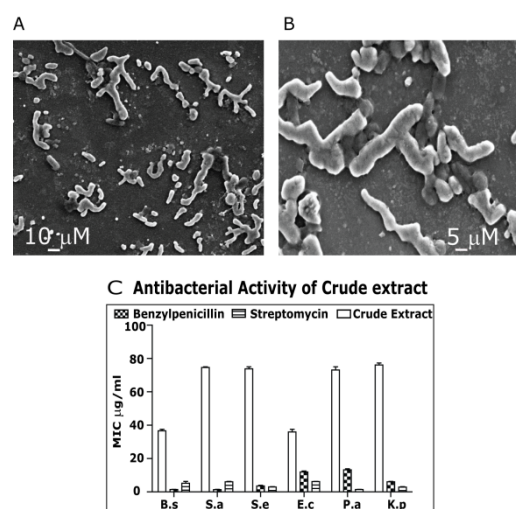 A B
10 μM
5 μM
C Antibacterial Activity of Crude extract
Benzylpenicillin Streptomycin Crude Extract
100
80
60
40
20
0
MIC μg/ml
B.s S.a S.e E.c P.a K.p